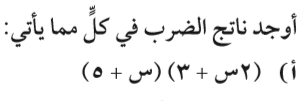 أوجد ناتج الضرب في كلٍّ مما يأتي:
أ) (٢س + ٣) (س + ٥)